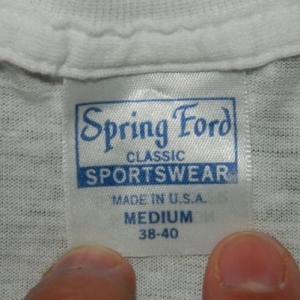 Spring Ford
CLASSIC
SPORTSWEAR
MADE IN U.S.A.
MEDIUM
38-40